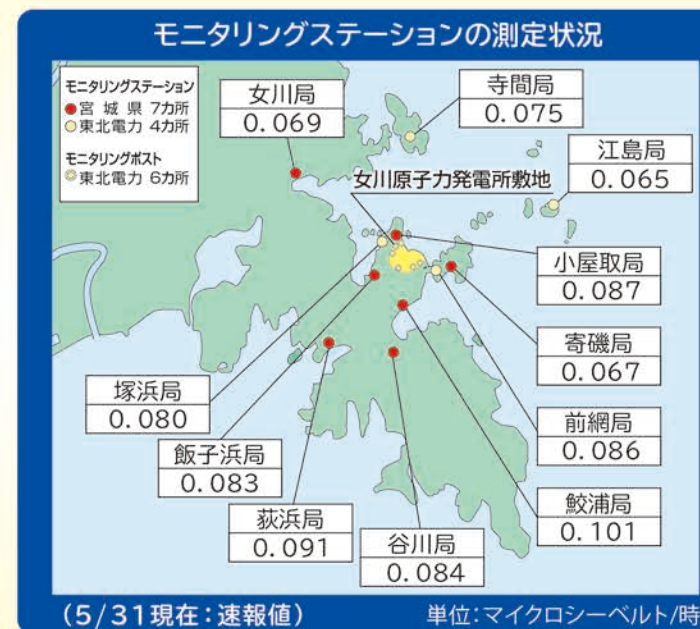 モニタリングステーションの測定状況
モニタリングステーション
宮城県 7カ所
東北電力 4カ所
モニタリングポスト
東北電力 6カ所
女川局
0.069
寺間局
0.075
江島局
0.065
女川原子力発電所敷地
小屋取局
0.087
寄磯局
0.067
前網局
0.086
鮫浦局
0.101
塚浜局
0.080
飯子浜局
0.083
荻浜局
0.091
谷川局
0.084
(5/31現在:速報値)
単位:マイクロシーベルト/時